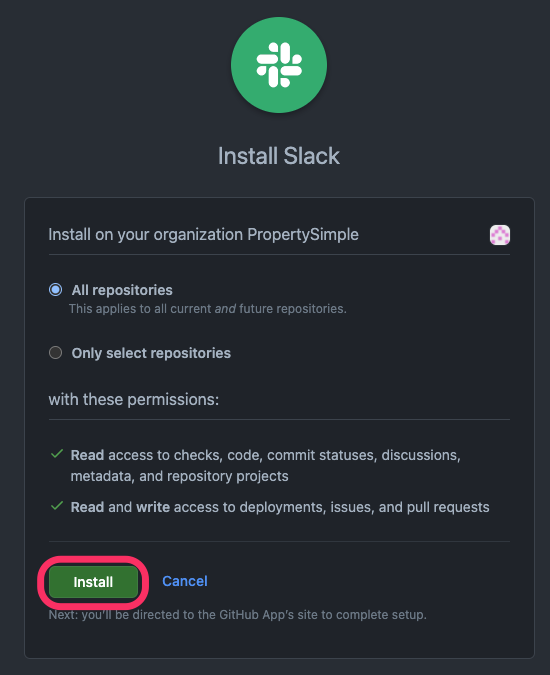 Install Slack
Install on your organization PropertySimple
All repositories
This applies to all current and future repositories.
Only select repositories
with these permissions:
Read access to checks, code, commit statuses, discussions,
metadata, and repository projects
Read and write access to deployments, issues, and pull requests
Install Cancel
Next: you'll be directed to the GitHub App's site to complete setup.